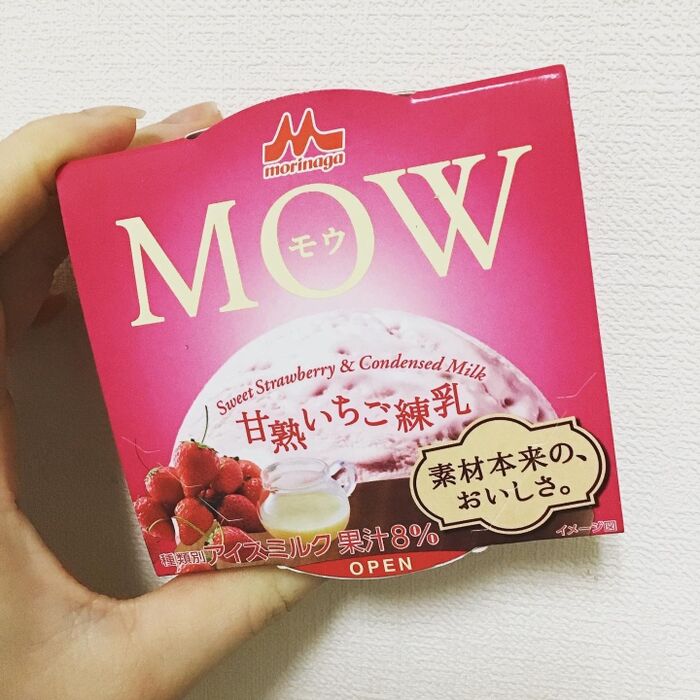 morinaga
MOW
モウ
Sweet Strawberry & Condensed Milk
甘熟いちご練乳
素材本来の、
おいしさ。
種類別アイスミルク 果汁8%
イメージ図
OPEN